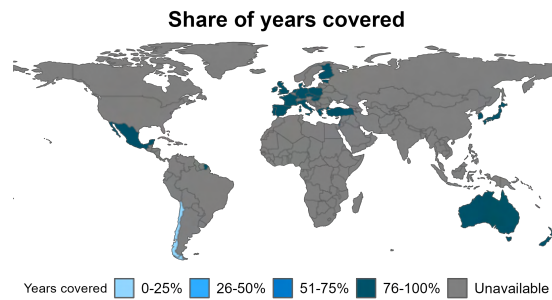 Share of years covered
Years covered 0-25% 26-50% 51-75% 76-100% Unavailable